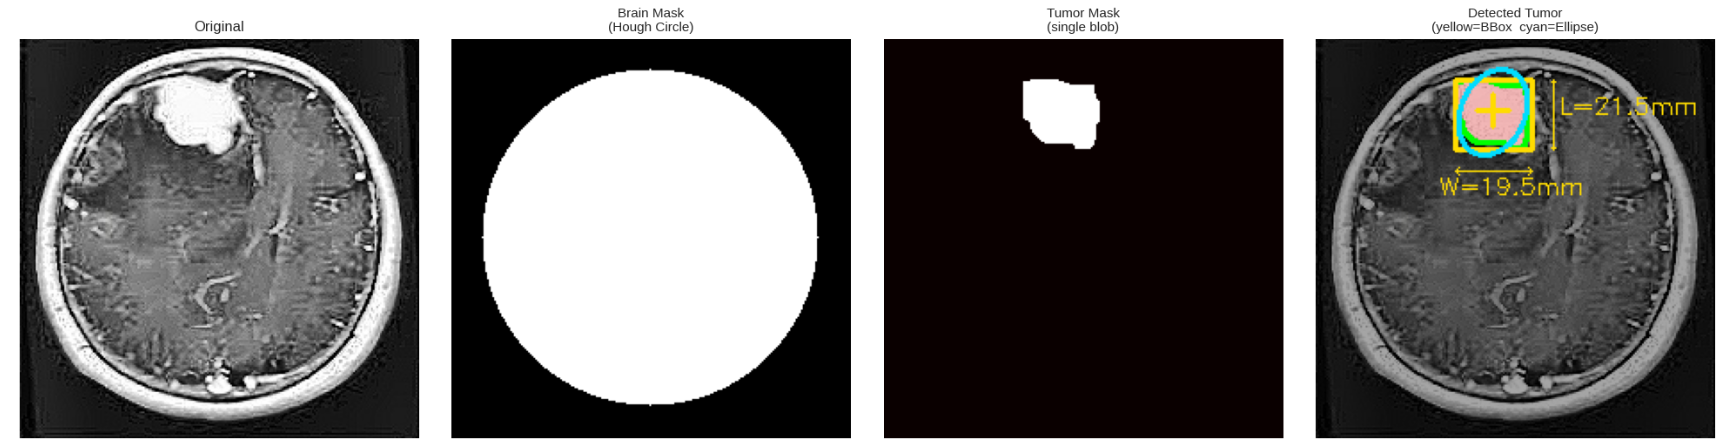 Original
Brain Mask
(Hough Circle)
Tumor Mask
(single blob)
Detected Tumor
(yellow=BBox cyan=Ellipse)
L=21.5mm
W=19.5mm